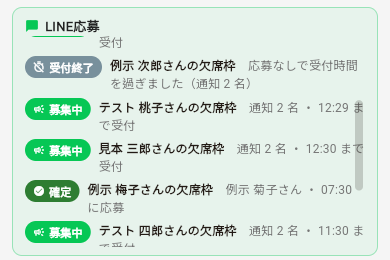 LINE応募
受付
受付終了 例示 次郎さんの欠席枠 応募なしで受付時間
を過ぎました（通知 2 名）
募集中 テスト 桃子さんの欠席枠 通知 2 名 ・ 12:29 ま
で受付
募集中 見本 三郎さんの欠席枠 通知 2 名 ・ 12:30 まで
受付
確定 例示 梅子さんの欠席枠 例示 菊子さん ・ 07:30
に応募
募集中 テスト 四郎さんの欠席枠 通知 2 名 ・ 11:30 ま
で受付